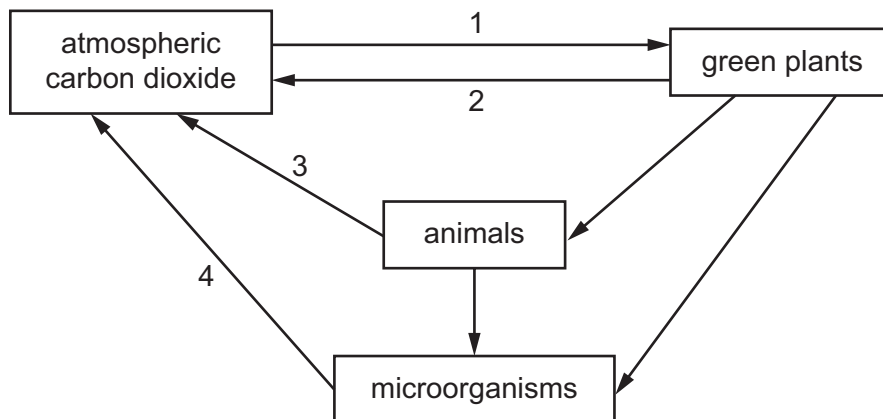 atmospheric
carbon dioxide
1
green plants
2
3
animals
4
microorganisms